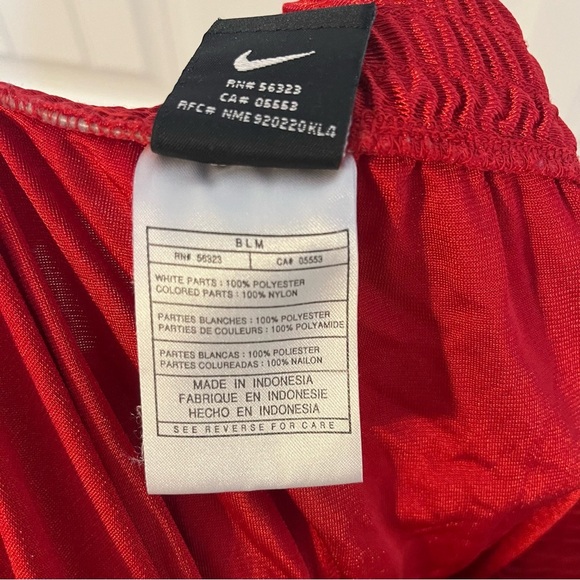 RN# 56323
CA# 05553
RFC# NME920220KL4
BLM
RN# 56323 CA# 05553
WHITE PARTS : 100% POLYESTER
COLORED PARTS : 100% NYLON
PARTIES BLANCHES : 100% POLYESTER
PARTIES DE COULEURS : 100% POLYAMIDE
PARTES BLANCAS : 100% POLIESTER
PARTES COLUREADAS : 100% NAILON
MADE IN INDONESIA
FABRIQUE EN INDONESIE
HECHO EN INDONESIA
SEE REVERSE FOR CARE